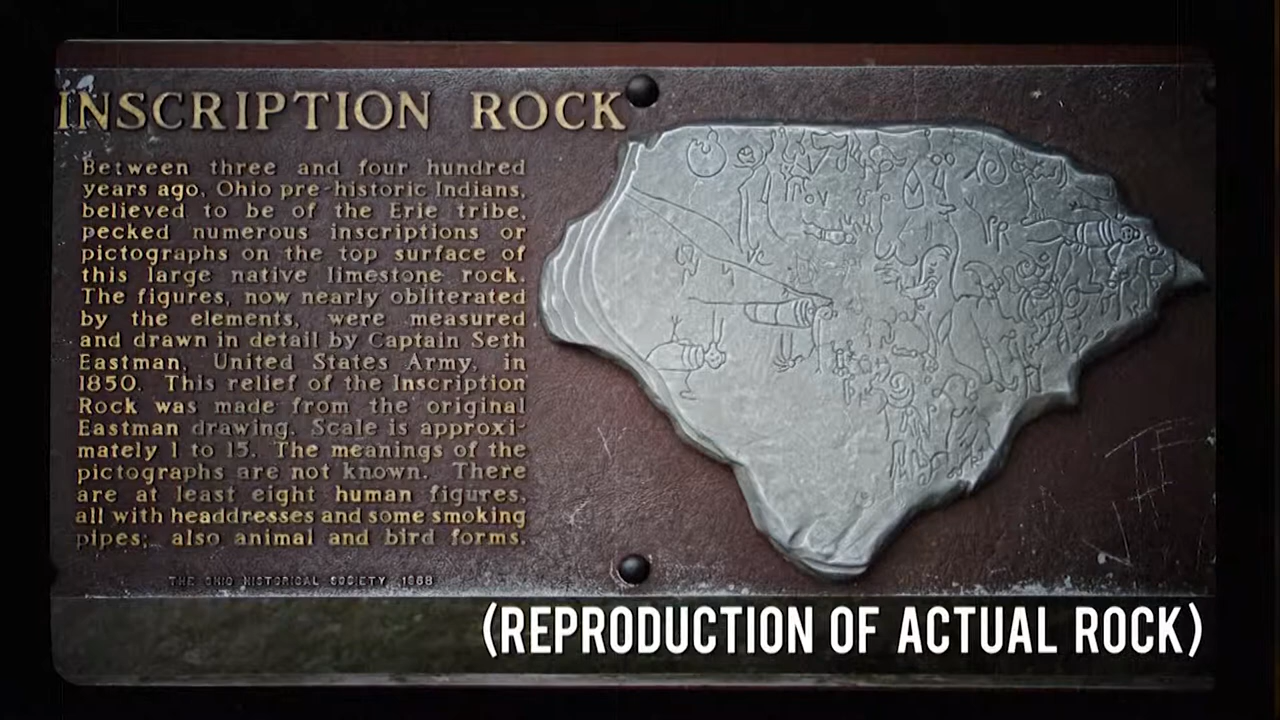 INSCRIPTION ROCK
Between three and four hundred
years ago, Ohio pre-historic Indians,
believed to be of the Erie tribe,
pecked numerous inscriptions or
pictographs on the top surface of
this large native limestone rock.
The figures, now nearly obliterated
by the elements, were measured
and drawn in detail by Captain Seth
Eastman, United States Army, in
1850. This relief of the Inscription
Rock was made from the original
Eastman drawing. Scale is approxi-
mately 1 to 15. The meanings of the
pictographs are not known. There
are at least eight human figures,
all with headdresses and some smoking
pipes; also animal and bird forms.
THE OHIO HISTORICAL SOCIETY 1968
(REPRODUCTION OF ACTUAL ROCK)